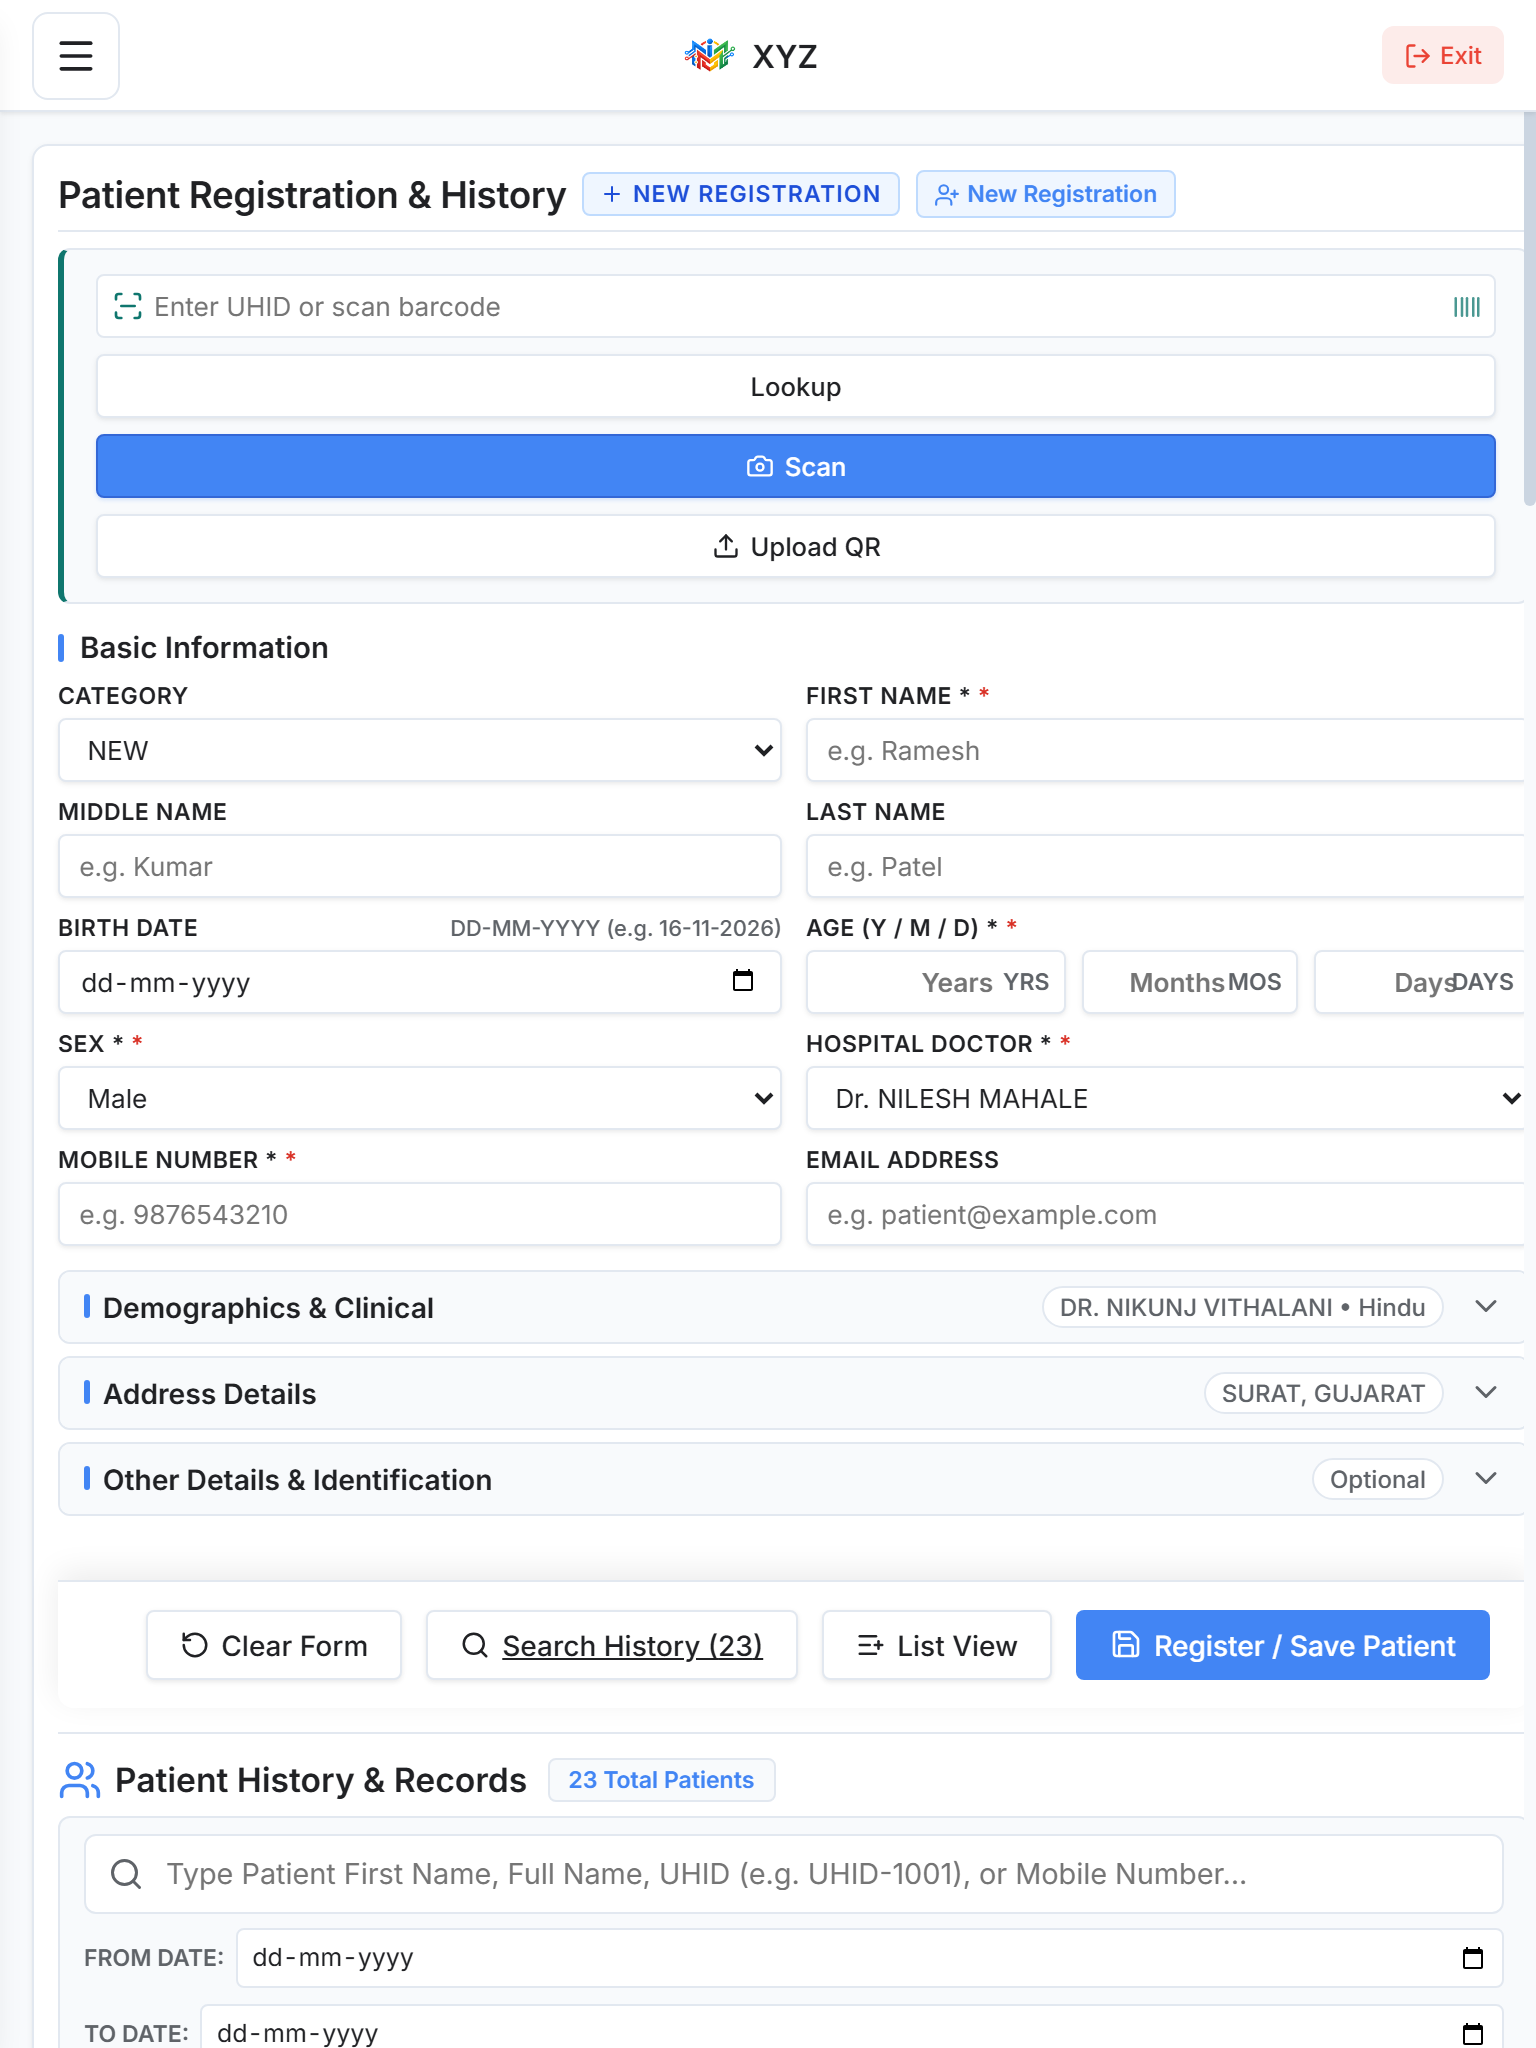 XYZ
Exit
Patient Registration & History
+ NEW REGISTRATION
New Registration
Enter UHID or scan barcode
Lookup
Scan
Upload QR
Basic Information
CATEGORY
FIRST NAME * *
NEW
e.g. Ramesh
MIDDLE NAME
LAST NAME
e.g. Kumar
e.g. Patel
BIRTH DATE
DD-MM-YYYY (e.g. 16-11-2026)
AGE (Y / M / D) * *
dd-mm-yyyy
Years YRS
Months MOS
Days DAYS
SEX * *
HOSPITAL DOCTOR * *
Male
Dr. NILESH MAHALE
MOBILE NUMBER * *
EMAIL ADDRESS
e.g. 9876543210
e.g. patient@example.com
Demographics & Clinical
DR. NIKUNJ VITHALANI • Hindu
Address Details
SURAT, GUJARAT
Other Details & Identification
Optional
Clear Form
Search History (23)
List View
Register / Save Patient
Patient History & Records
23 Total Patients
Type Patient First Name, Full Name, UHID (e.g. UHID-1001), or Mobile Number...
FROM DATE:
dd-mm-yyyy
TO DATE:
dd-mm-yyyy